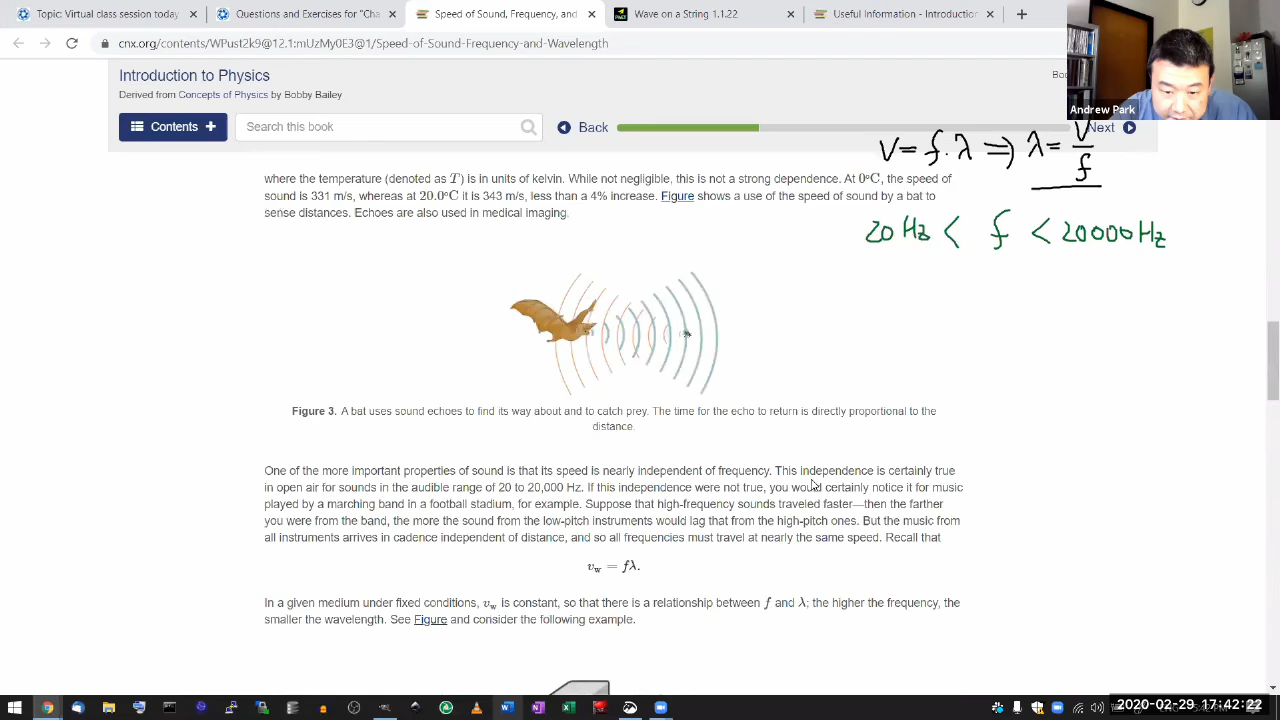 Topic: Virtual class session today
Questions and Exercises from "Cha
Speed of Sound, Frequency, and
Wave on a String 1.1.22
Useful Information - Introduction
cnx.org/contents/WPust2k9@12.1:mUzMy0E3@1/Speed-of-Sound-Frequency-and-Wavelength
Introduction to Physics
Derived from Concepts of Physics by Bobby Bailey
Andrew Park
Contents +
Search this book
Back
Next
V = f · λ ⇒ λ = V/f
where the temperature(denoted as T) is in units of kelvin. While not negligible, this is not a strong dependence. At 0°C, the speed of
sound is 331 m/s, whereas at 20.0°C it is 343 m/s, less than a 4% increase. Figure shows a use of the speed of sound by a bat to
sense distances. Echoes are also used in medical imaging.
20 Hz < f < 20000 Hz
Figure 3. A bat uses sound echoes to find its way about and to catch prey. The time for the echo to return is directly proportional to the
distance.
One of the more important properties of sound is that its speed is nearly independent of frequency. This independence is certainly true
in open air for sounds in the audible range of 20 to 20,000 Hz. If this independence were not true, you would certainly notice it for music
played by a marching band in a football stadium, for example. Suppose that high-frequency sounds traveled faster—then the farther
you were from the band, the more the sound from the low-pitch instruments would lag that from the high-pitch ones. But the music from
all instruments arrives in cadence independent of distance, and so all frequencies must travel at nearly the same speed. Recall that
v_w = fλ.
In a given medium under fixed conditions, v_w is constant, so that there is a relationship between f and λ; the higher the frequency, the
smaller the wavelength. See Figure and consider the following example.
2020-02-29 17:42:22